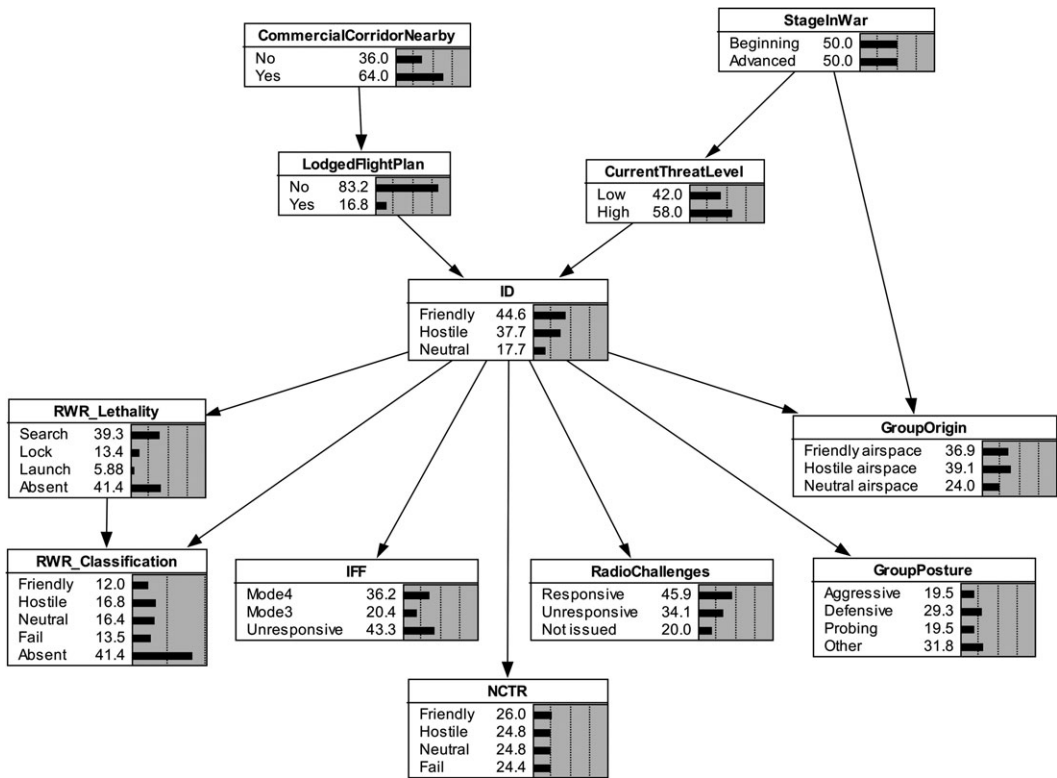 CommercialCorridorNearby
No 36.0
Yes 64.0
StageInWar
Beginning 50.0
Advanced 50.0
LodgedFlightPlan
No 83.2
Yes 16.8
CurrentThreatLevel
Low 42.0
High 58.0
ID
Friendly 44.6
Hostile 37.7
Neutral 17.7
RWR_Lethality
Search 39.3
Lock 13.4
Launch 5.88
Absent 41.4
GroupOrigin
Friendly airspace 36.9
Hostile airspace 39.1
Neutral airspace 24.0
RWR_Classification
Friendly 12.0
Hostile 16.8
Neutral 16.4
Fail 13.5
Absent 41.4
IFF
Mode4 36.2
Mode3 20.4
Unresponsive 43.3
RadioChallenges
Responsive 45.9
Unresponsive 34.1
Not issued 20.0
GroupPosture
Aggressive 19.5
Defensive 29.3
Probing 19.5
Other 31.8
NCTR
Friendly 26.0
Hostile 24.8
Neutral 24.8
Fail 24.4